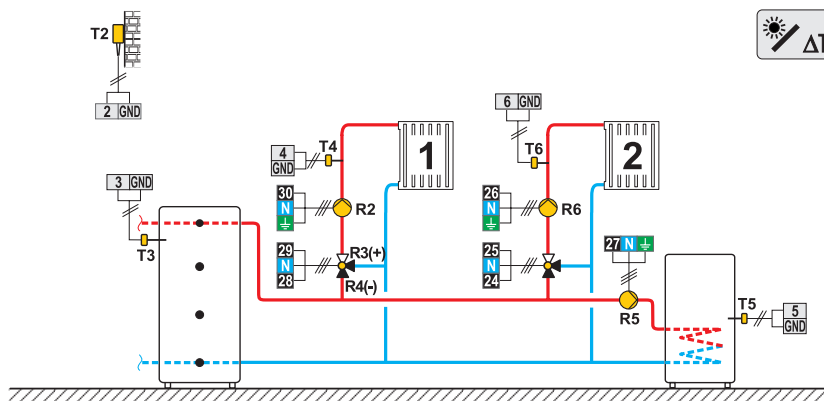 T2
2 GND
ΔT
6 GND
T4
4
GND
1
T6
2
3 GND
T3
30
N
R2
26
N
R6
29
N
28
R3(+)
R4(-)
25
N
24
27 N
R5
T5
5
GND